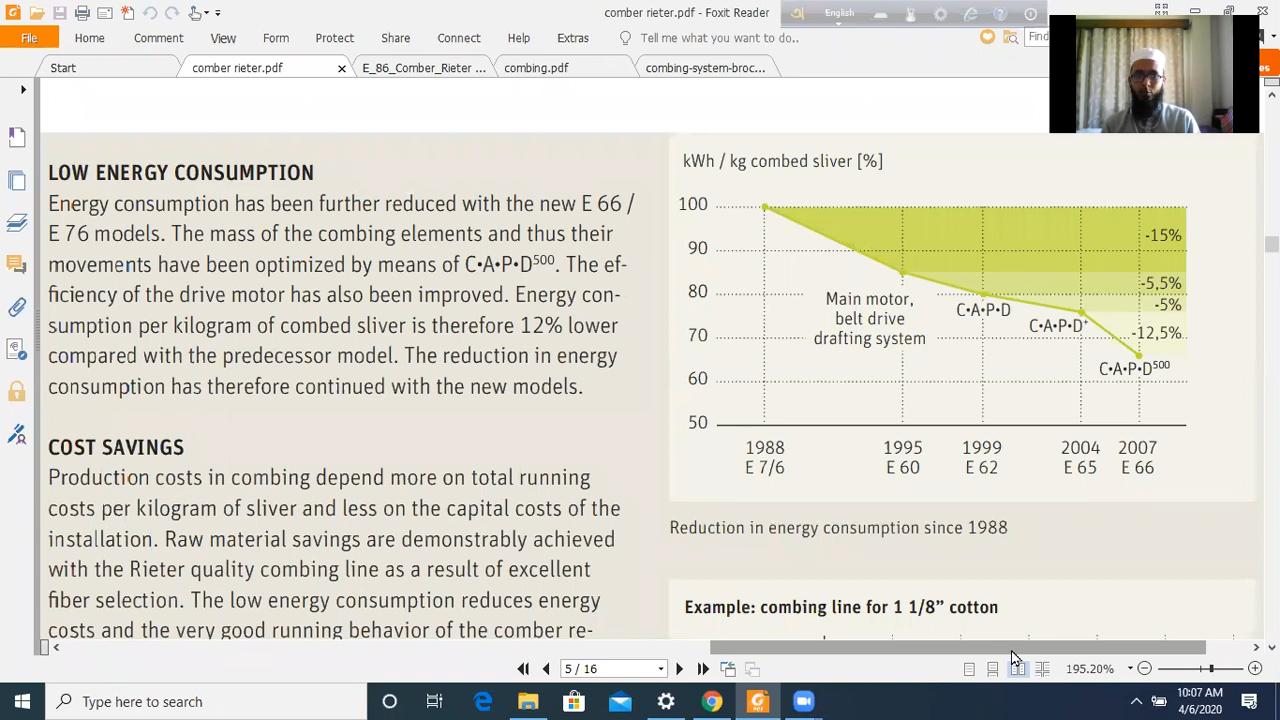 comber rieter.pdf - Foxit Reader
English
File Home Comment View Form Protect Share Connect Help Extras Tell me what you want to do.. Find
Start comber rieter.pdf E_86_Comber_Rieter ... combing.pdf combing-system-broc...
LOW ENERGY CONSUMPTION
Energy consumption has been further reduced with the new E 66 /
E 76 models. The mass of the combing elements and thus their
movements have been optimized by means of C•A•P•D⁵⁰⁰. The ef-
ficiency of the drive motor has also been improved. Energy con-
sumption per kilogram of combed sliver is therefore 12% lower
compared with the predecessor model. The reduction in energy
consumption has therefore continued with the new models.
COST SAVINGS
Production costs in combing depend more on total running
costs per kilogram of sliver and less on the capital costs of the
installation. Raw material savings are demonstrably achieved
with the Rieter quality combing line as a result of excellent
fiber selection. The low energy consumption reduces energy
costs and the very good running behavior of the comber re-
kWh / kg combed sliver [%]
100
90
80
70
60
50
-15%
-5,5%
-5%
-12,5%
Main motor,
belt drive
drafting system
C•A•P•D
C•A•P•D⁺
C•A•P•D⁵⁰⁰
1988 1995 1999 2004 2007
E 7/6 E 60 E 62 E 65 E 66
Reduction in energy consumption since 1988
Example: combing line for 1 1/8” cotton
5 / 16
195.20%
Type here to search
10:07 AM
4/6/2020